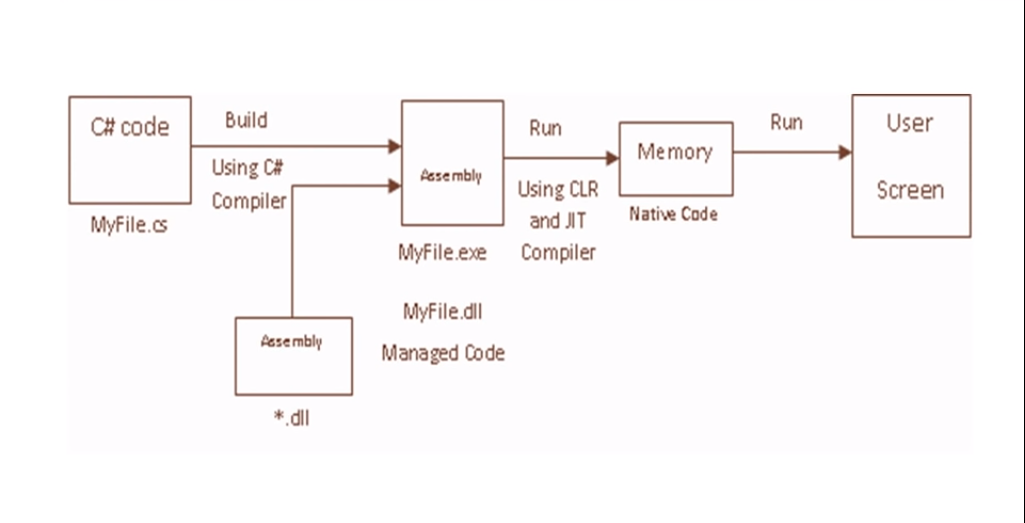 C# code
MyFile.cs
Build
Using C#
Compiler
Assembly
*.dll
Assembly
MyFile.exe
MyFile.dll
Managed Code
Run
Using CLR
and JIT
Compiler
Memory
Native Code
Run
User
Screen